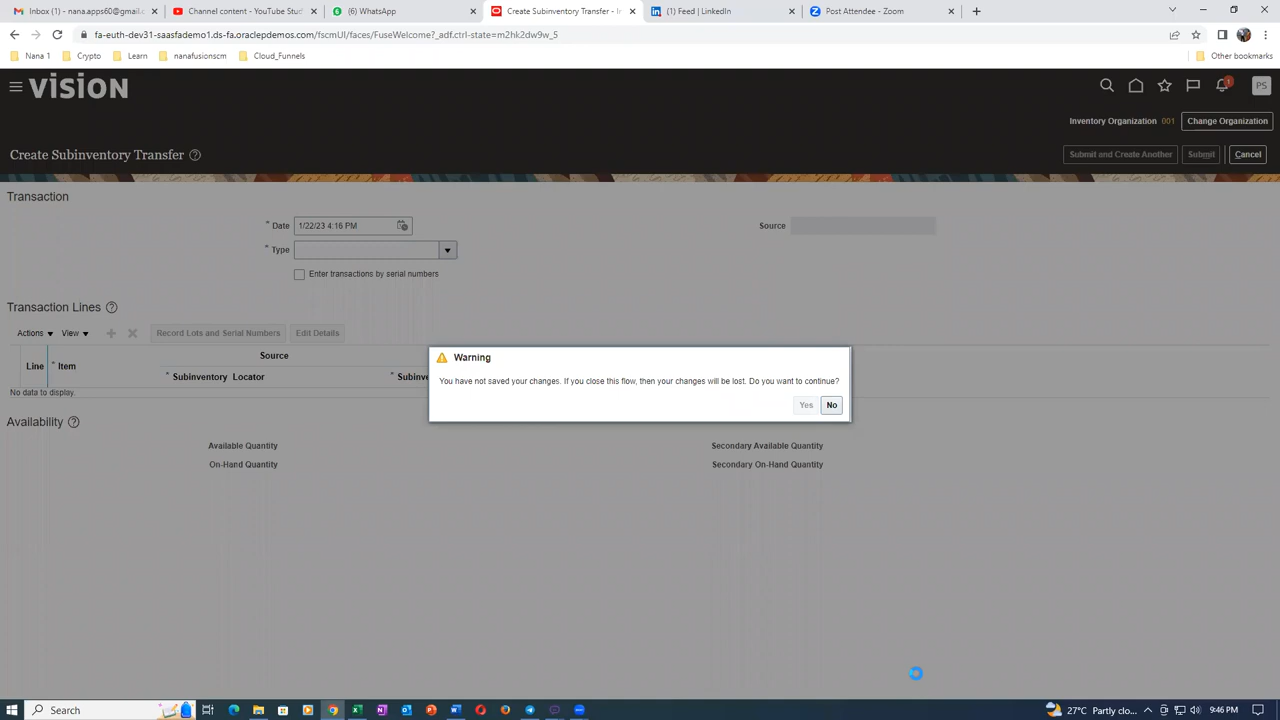 Inbox (1) - nana.apps60@gmail.c
Channel content - YouTube Stud
(6) WhatsApp
Create Subinventory Transfer - In
(1) Feed | LinkedIn
Post Attendee - Zoom
fa-euth-dev31-saasfademo1.ds-fa.oraclepdemos.com/fscmUI/faces/FuseWelcome?_adf.ctrl-state=m2hk2dw9w_5
Nana 1
Crypto
Learn
nanafusionscm
Cloud_Funnels
Other bookmarks
VISION
1
PS
Inventory Organization 001
Change Organization
Create Subinventory Transfer
Submit and Create Another
Submit
Cancel
Transaction
* Date 1/22/23 4:16 PM
Source
* Type
Enter transactions by serial numbers
Transaction Lines
Actions
View
Record Lots and Serial Numbers
Edit Details
Line
* Item
Source
* Subinventory
Locator
* Subinve
No data to display.
Warning
You have not saved your changes. If you close this flow, then your changes will be lost. Do you want to continue?
Yes
No
Availability
Available Quantity
Secondary Available Quantity
On-Hand Quantity
Secondary On-Hand Quantity
Search
27°C Partly clo...
9:46 PM